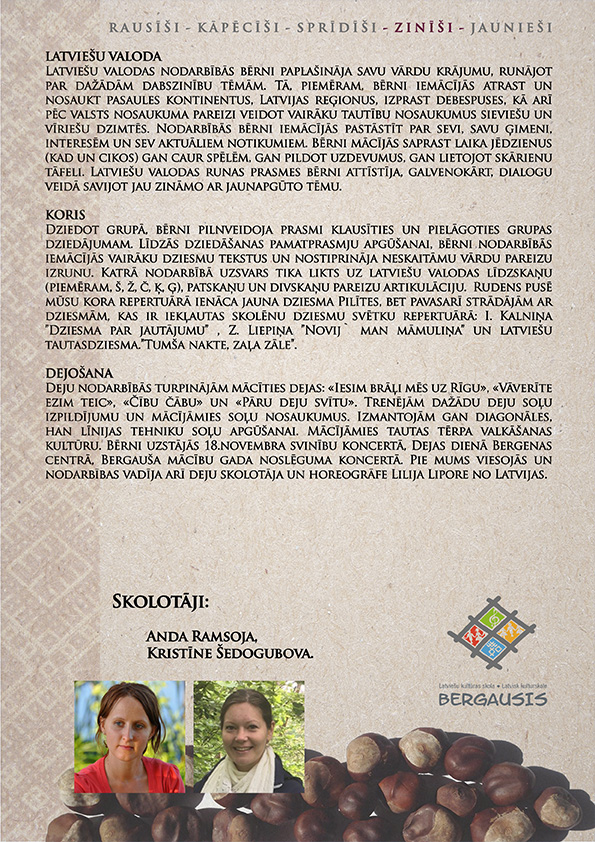 RAUSĪŠI - KĀPĒCĪŠI - SPRĪDĪŠI - ZINĪŠI - JAUNIEŠI
LATVIEŠU VALODA
LATVIEŠU VALODAS NODARBĪBĀS BĒRNI PAPLAŠINĀJA SAVU VĀRDU KRĀJUMU, RUNĀJOT
PAR DAŽĀDĀM DABSZINĪBU TĒMĀM. TĀ, PIEMĒRAM, BĒRNI IEMĀCĪJĀS ATRAST UN
NOSAUKT PASAULES KONTINENTUS, LATVIJAS REĢIONUS, IZPRAST DEBESPUSES, KĀ ARĪ
PĒC VALSTS NOSAUKUMA PAREIZI VEIDOT VAIRĀKU TAUTĪBU NOSAUKUMUS SIEVIEŠU UN
VĪRIEŠU DZIMTĒS. NODARBĪBĀS BĒRNI IEMĀCĪJĀS PASTĀSTĪT PAR SEVI, SAVU ĢIMENI,
INTERESĒM UN SEV AKTUĀLIEM NOTIKUMIEM. BĒRNI MĀCĪJĀS SAPRAST LAIKA JĒDZIENUS
(KAD UN CIKOS) GAN CAUR SPĒLĒM, GAN PILDOT UZDEVUMUS, GAN LIETOJOT SKĀRIENU
TĀFELI. LATVIEŠU VALODAS RUNAS PRASMES BĒRNI ATTĪSTĪJA, GALVENOKĀRT, DIALOGU
VEIDĀ SAVIJOT JAU ZINĀMO AR JAUNAPGŪTO TĒMU.
KORIS
DZIEDOT GRUPĀ, BĒRNI PILNVEIDOJA PRASMI KLAUSĪTIES UN PIELĀGOTIES GRUPAS
DZIEDĀJUMAM. LĪDZĀS DZIEDĀŠANAS PAMATPRASMJU APGŪŠANAI, BĒRNI NODARBĪBĀS
IEMĀCĪJĀS VAIRĀKU DZIESMU TEKSTUS UN NOSTIPRINĀJA NESKAITĀMU VĀRDU PAREIZU
IZRUNU. KATRĀ NODARBĪBĀ UZSVARS TIKA LIKTS UZ LATVIEŠU VALODAS LĪDZSKAŅU
(PIEMĒRAM, Š, Ž, Č, Ķ, Ģ), PATSKAŅU UN DIVSKAŅU PAREIZU ARTIKULĀCIJU. RUDENS PUSĒ
MŪSU KORA REPERTUĀRĀ IENĀCA JAUNA DZIESMA PILĪTES, BET PAVASARĪ STRĀDĀJĀM AR
DZIESMĀM, KAS IR IEKĻAUTAS SKOLĒNU DZIESMU SVĒTKU REPERTUĀRĀ: I. KALNIŅA
"DZIESMA PAR JAUTĀJUMU" , Z. LIEPIŅA "NOVIJ` MAN MĀMULIŅA" UN LATVIEŠU
TAUTASDZIESMA."TUMŠA NAKTE, ZAĻA ZĀLE".
DEJOŠANA
DEJU NODARBĪBĀS TURPINĀJĀM MĀCĪTIES DEJAS: «IESIM BRĀĻI MĒS UZ RĪGU», «VĀVERĪTE
EZIM TEIC», «ČĪBU ČĀBU» UN «PĀRU DEJU SVĪTU». TRENĒJĀM DAŽĀDU DEJU SOĻU
IZPILDĪJUMU UN MĀCĪJĀMIES SOĻU NOSAUKUMUS. IZMANTOJĀM GAN DIAGONĀLES,
HAN LĪNIJAS TEHNIKU SOĻU APGŪŠANAI. MĀCĪJĀMIES TAUTAS TĒRPA VALKĀŠANAS
KULTŪRU. BĒRNI UZSTĀJĀS 18.NOVEMBRA SVINĪBU KONCERTĀ, DEJAS DIENĀ BERGENAS
CENTRĀ, BERGAUŠA MĀCĪBU GADA NOSLĒGUMA KONCERTĀ. PIE MUMS VIESOJĀS UN
NODARBĪBAS VADĪJA ARĪ DEJU SKOLOTĀJA UN HOREOGRĀFE LILIJA LIPORE NO LATVIJAS.
SKOLOTĀJI:
ANDA RAMSOJA,
KRISTĪNE ŠEDOGUBOVA.
Latviešu kultūras skola • Latvisk kulturskole
BERGAUSIS